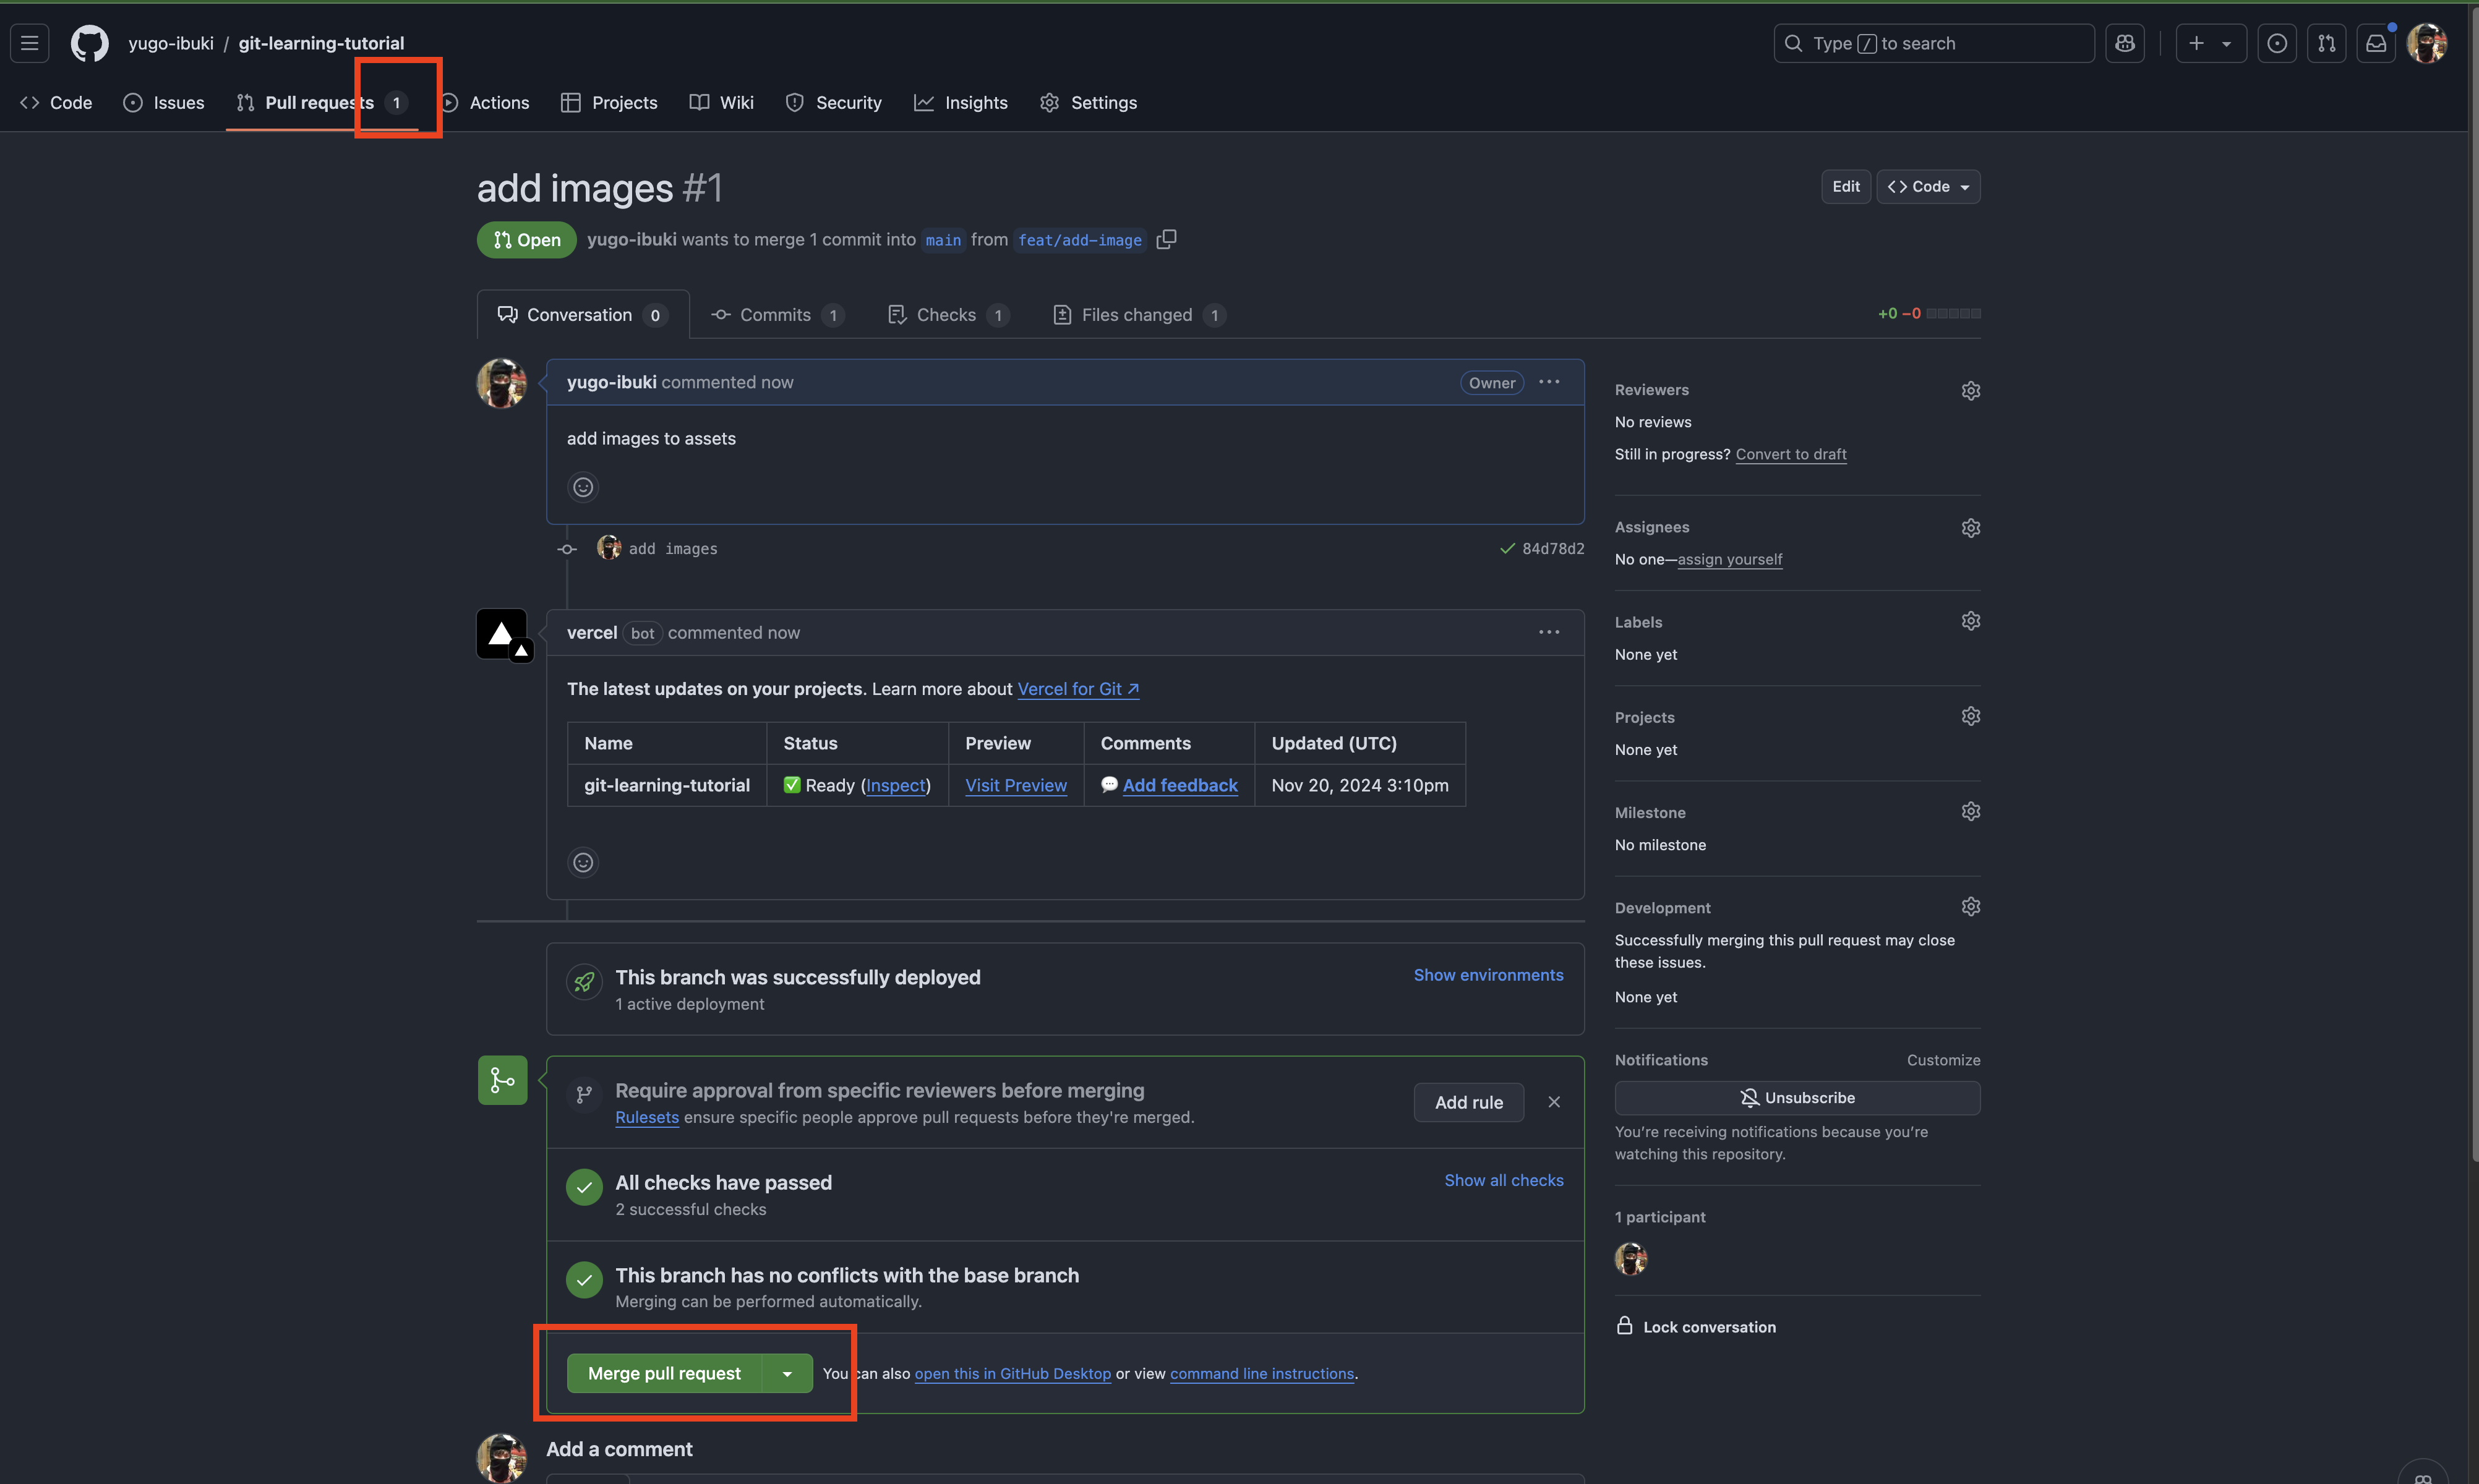 yugo-ibuki / git-learning-tutorial
Type / to search
Code
Issues
Pull requests 1
Actions
Projects
Wiki
Security
Insights
Settings
add images #1
Edit
Code
Open
yugo-ibuki wants to merge 1 commit into main from feat/add-image
Conversation 0
Commits 1
Checks 1
Files changed 1
+0 −0
yugo-ibuki commented now
Owner
add images to assets
add images
84d78d2
vercel bot commented now
The latest updates on your projects. Learn more about Vercel for Git ↗
Name Status Preview Comments Updated (UTC)
git-learning-tutorial ✅ Ready (Inspect) Visit Preview 💬 Add feedback Nov 20, 2024 3:10pm
This branch was successfully deployed
Show environments
1 active deployment
Require approval from specific reviewers before merging
Rulesets ensure specific people approve pull requests before they're merged.
Add rule
All checks have passed
Show all checks
2 successful checks
This branch has no conflicts with the base branch
Merging can be performed automatically.
Merge pull request
You can also open this in GitHub Desktop or view command line instructions.
Add a comment
Reviewers
No reviews
Still in progress? Convert to draft
Assignees
No one—assign yourself
Labels
None yet
Projects
None yet
Milestone
No milestone
Development
Successfully merging this pull request may close
these issues.
None yet
Notifications
Customize
Unsubscribe
You're receiving notifications because you're
watching this repository.
1 participant
Lock conversation